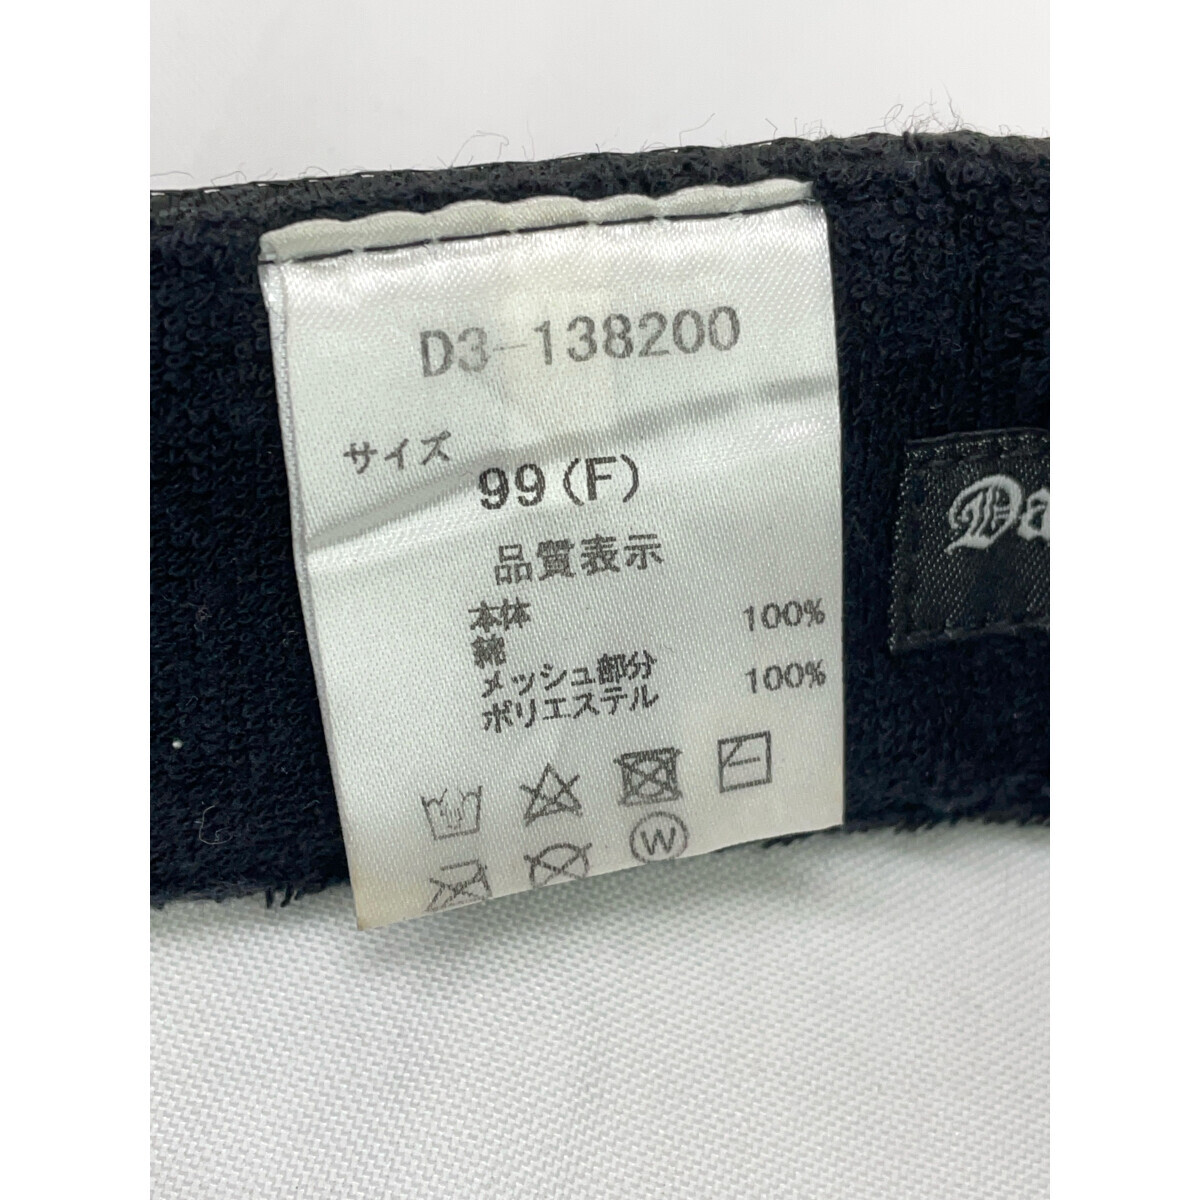 D3-138200
サイズ
99(F)
品質表示
本体
綿 100%
メッシュ部分
ポリエステル 100%
W
Da